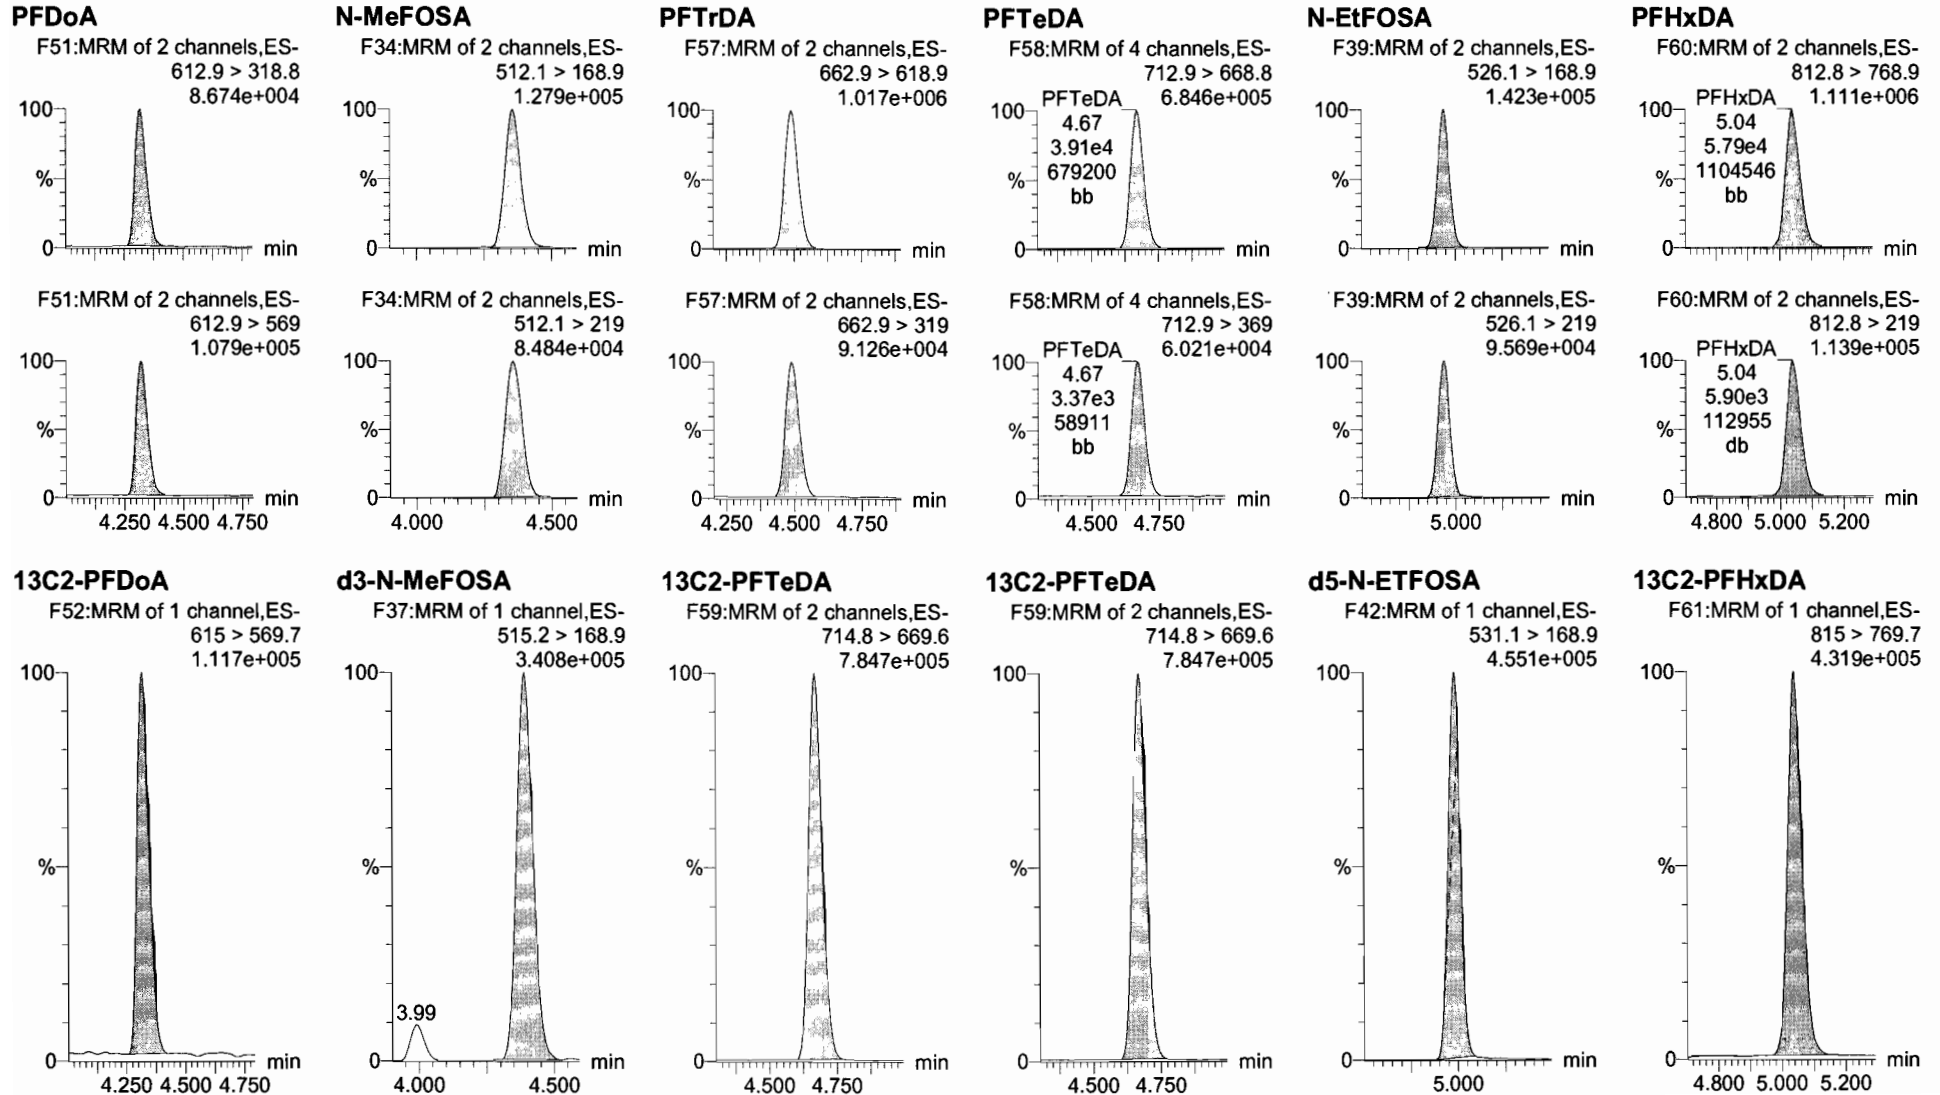 PFDoA
F51:MRM of 2 channels,ES-
612.9 > 318.8
8.674e+004
100
%
0
min
F51:MRM of 2 channels,ES-
612.9 > 569
1.079e+005
100
%
0
min
4.250 4.500 4.750
N-MeFOSA
F34:MRM of 2 channels,ES-
512.1 > 168.9
1.279e+005
100
%
0
min
F34:MRM of 2 channels,ES-
512.1 > 219
8.484e+004
100
%
0
min
4.000 4.500
PFTrDA
F57:MRM of 2 channels,ES-
662.9 > 618.9
1.017e+006
100
%
0
min
F57:MRM of 2 channels,ES-
662.9 > 319
9.126e+004
100
%
0
min
4.250 4.500 4.750
PFTeDA
F58:MRM of 4 channels,ES-
712.9 > 668.8
6.846e+005
100
PFTeDA
4.67
3.91e4
679200
bb
%
0
min
F58:MRM of 4 channels,ES-
712.9 > 369
6.021e+004
100
PFTeDA
4.67
3.37e3
58911
bb
%
0
min
4.500 4.750
N-EtFOSA
F39:MRM of 2 channels,ES-
526.1 > 168.9
1.423e+005
100
%
0
min
F39:MRM of 2 channels,ES-
526.1 > 219
9.569e+004
100
%
0
min
5.000
PFHxDA
F60:MRM of 2 channels,ES-
812.8 > 768.9
1.111e+006
100
PFHxDA
5.04
5.79e4
1104546
bb
%
0
min
F60:MRM of 2 channels,ES-
812.8 > 219
1.139e+005
100
PFHxDA
5.04
5.90e3
112955
db
%
0
min
4.800 5.000 5.200
13C2-PFDoA
F52:MRM of 1 channel,ES-
615 > 569.7
1.117e+005
100
%
0
min
4.250 4.500 4.750
d3-N-MeFOSA
F37:MRM of 1 channel,ES-
515.2 > 168.9
3.408e+005
100
%
3.99
0
min
4.000 4.500
13C2-PFTeDA
F59:MRM of 2 channels,ES-
714.8 > 669.6
7.847e+005
100
%
0
min
4.500 4.750
13C2-PFTeDA
F59:MRM of 2 channels,ES-
714.8 > 669.6
7.847e+005
100
%
0
min
4.500 4.750
d5-N-ETFOSA
F42:MRM of 1 channel,ES-
531.1 > 168.9
4.551e+005
100
%
0
min
5.000
13C2-PFHxDA
F61:MRM of 1 channel,ES-
815 > 769.7
4.319e+005
100
%
0
min
4.800 5.000 5.200